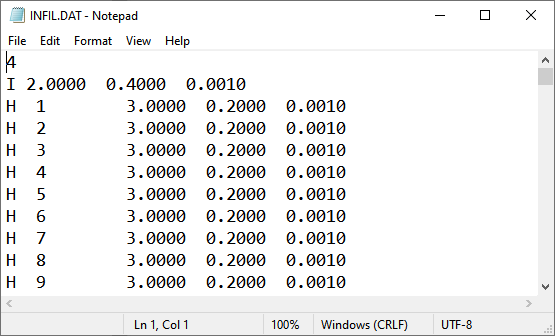 INFIL.DAT - Notepad
File Edit Format View Help
4
I 2.0000  0.4000  0.0010
H  1        3.0000  0.2000  0.0010
H  2        3.0000  0.2000  0.0010
H  3        3.0000  0.2000  0.0010
H  4        3.0000  0.2000  0.0010
H  5        3.0000  0.2000  0.0010
H  6        3.0000  0.2000  0.0010
H  7        3.0000  0.2000  0.0010
H  8        3.0000  0.2000  0.0010
H  9        3.0000  0.2000  0.0010
Ln 1, Col 1 100% Windows (CRLF) UTF-8